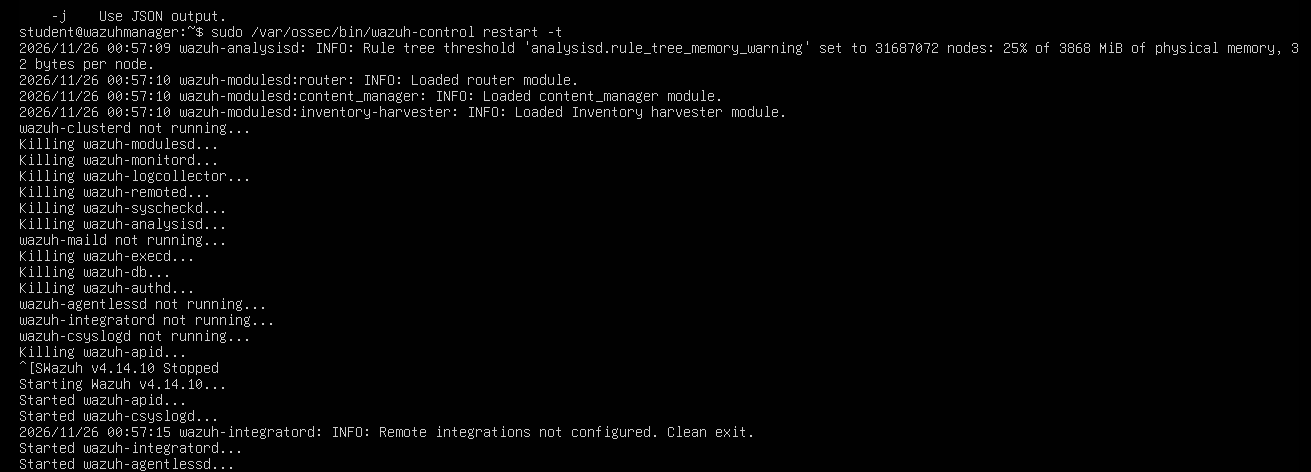 -j    Use JSON output.
student@wazuhmanager:~$ sudo /var/ossec/bin/wazuh-control restart -t
2026/11/26 00:57:09 wazuh-analysisd: INFO: Rule tree threshold 'analysisd.rule_tree_memory_warning' set to 31687072 nodes: 25% of 3868 MiB of physical memory, 3
2 bytes per node.
2026/11/26 00:57:10 wazuh-modulesd:router: INFO: Loaded router module.
2026/11/26 00:57:10 wazuh-modulesd:content_manager: INFO: Loaded content_manager module.
2026/11/26 00:57:10 wazuh-modulesd:inventory-harvester: INFO: Loaded Inventory harvester module.
wazuh-clusterd not running...
Killing wazuh-modulesd...
Killing wazuh-monitord...
Killing wazuh-logcollector...
Killing wazuh-remoted...
Killing wazuh-syscheckd...
Killing wazuh-analysisd...
wazuh-maild not running...
Killing wazuh-execd...
Killing wazuh-db...
Killing wazuh-authd...
wazuh-agentlessd not running...
wazuh-integratord not running...
wazuh-csyslogd not running...
Killing wazuh-apid...
^[SWazuh v4.14.10 Stopped
Starting Wazuh v4.14.10...
Started wazuh-apid...
Started wazuh-csyslogd...
2026/11/26 00:57:15 wazuh-integratord: INFO: Remote integrations not configured. Clean exit.
Started wazuh-integratord...
Started wazuh-agentlessd...